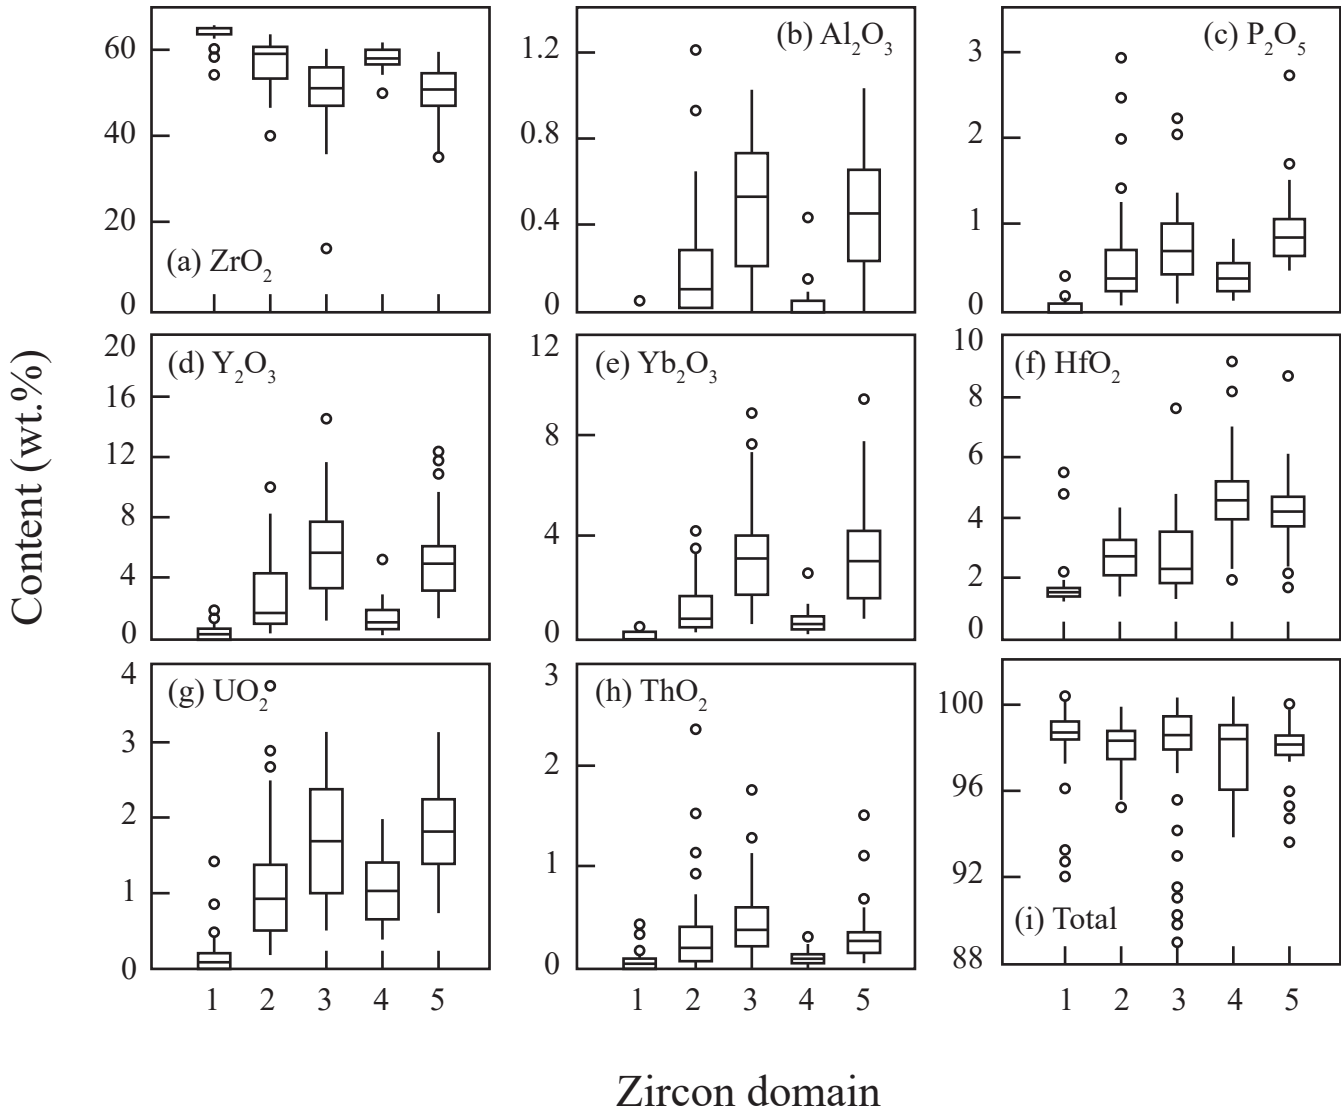 Content (wt.%)
60
40
20
0
(a) ZrO₂
1.2
0.8
0.4
0
(b) Al₂O₃
3
2
1
0
(c) P₂O₅
20
16
12
8
4
0
(d) Y₂O₃
12
8
4
0
(e) Yb₂O₃
10
8
6
4
2
0
(f) HfO₂
4
3
2
1
0
(g) UO₂
1 2 3 4 5
3
2
1
0
(h) ThO₂
1 2 3 4 5
100
96
92
88
(i) Total
1 2 3 4 5
Zircon domain